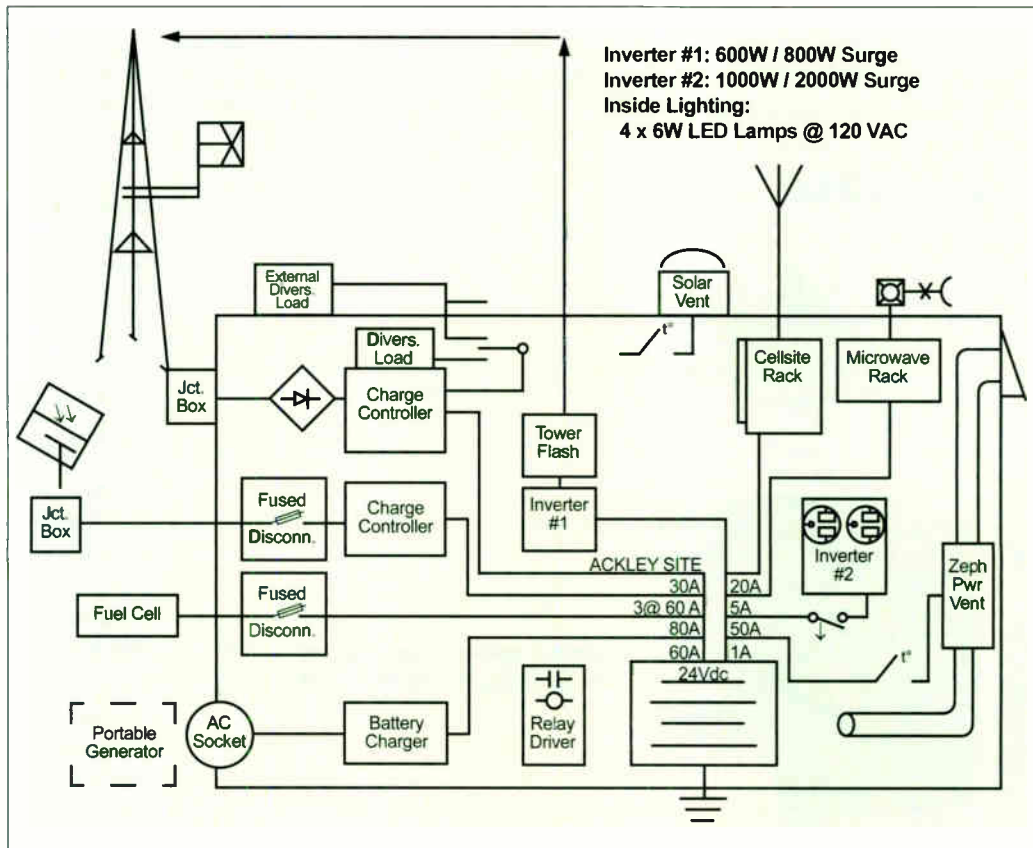 Inverter #1: 600W / 800W Surge
Inverter #2: 1000W / 2000W Surge
Inside Lighting:
4 x 6W LED Lamps @ 120 VAC
External
Divers.
Load
Solar
Vent
t°
Divers.
Load
Jct.
Box
Charge
Controller
Cellsite
Rack
Microwave
Rack
Tower
Flash
Jct.
Box
Fused
Disconn.
Charge
Controller
Inverter
#1
Inverter
#2
ACKLEY SITE
30A
20A
3@ 60 A
5A
80A
50A
60A
1A
Zeph
Pwr
Vent
Fuel Cell
Fused
Disconn.
t°
24Vdc
Portable
Generator
AC
Socket
Battery
Charger
Relay
Driver